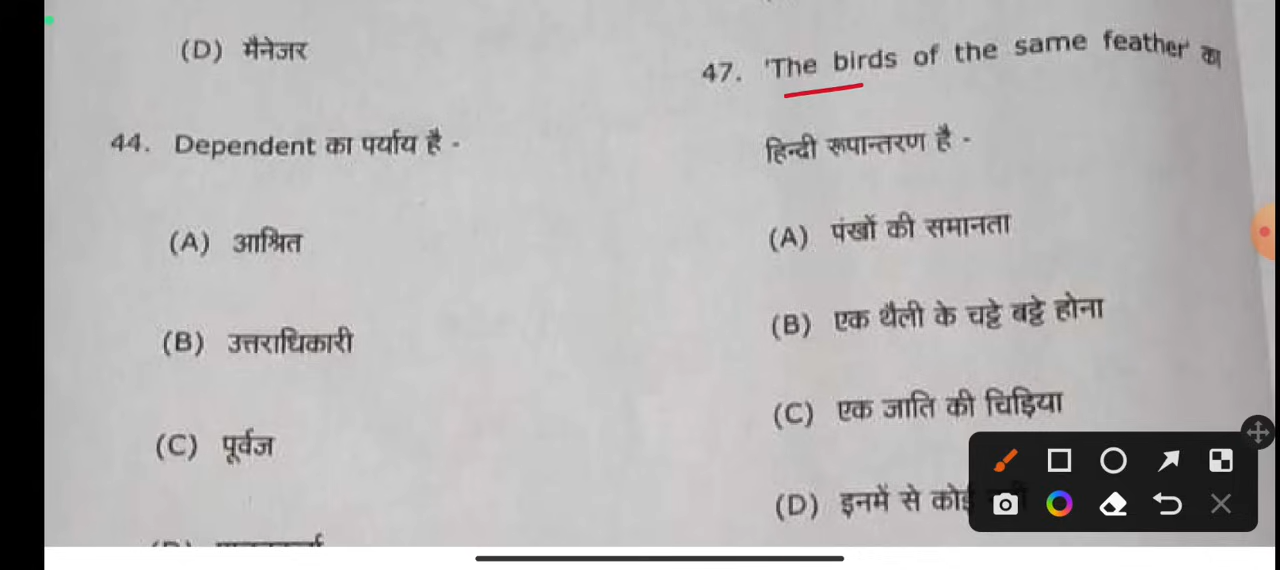 (D) मैनेजर
44. Dependent का पर्याय है -
(A) आश्रित
(B) उत्तराधिकारी
(C) पूर्वज
47. 'The birds of the same feather' का
हिन्दी रूपान्तरण है -
(A) पंखों की समानता
(B) एक थैली के चट्टे बट्टे होना
(C) एक जाति की चिड़िया
(D) इनमें से कोई